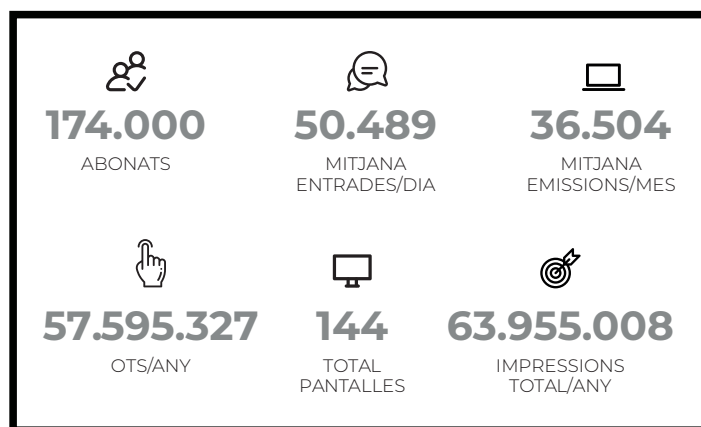 174.000
ABONATS
50.489
MITJANA
ENTRADES/DIA
36.504
MITJANA
EMISSIONS/MES
57.595.327
OTS/ANY
144
TOTAL
PANTALLES
63.955.008
IMPRESSIONS
TOTAL/ANY